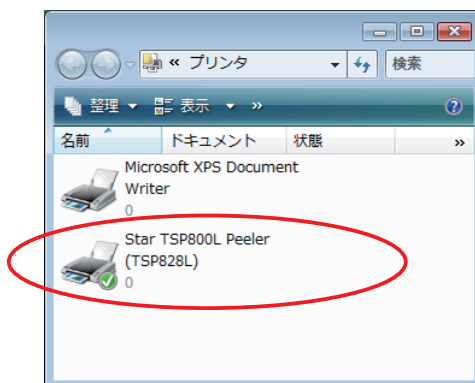 « プリンタ
検索
整理 表示 »
名前 ドキュメント 状態 »
Microsoft XPS Document
Writer
0
Star TSP800L Peeler
(TSP828L)
0